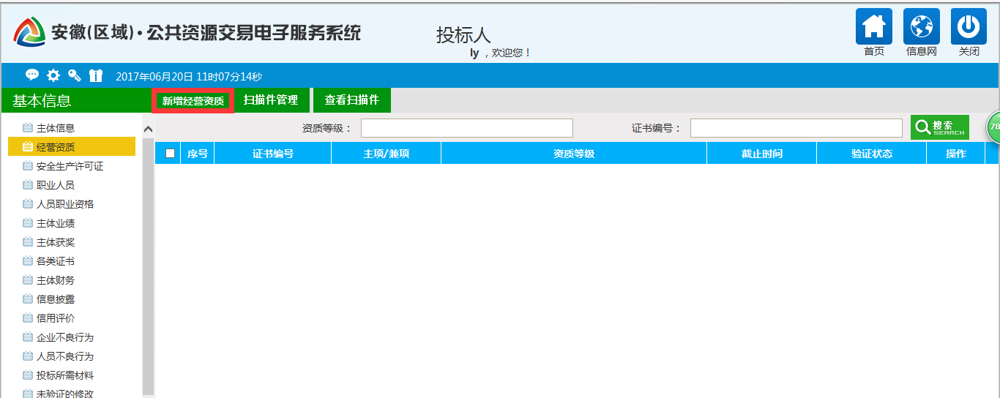 安徽(区域)·公共资源交易电子服务系统
投标人
ly ，欢迎您！
首页
信息网
关闭
2017年06月20日 11时07分14秒
基本信息
新增经营资质
扫描件管理
查看扫描件
主体信息
经营资质
安全生产许可证
职业人员
人员职业资格
主体业绩
主体获奖
各类证书
主体财务
信息披露
信用评价
企业不良行为
人员不良行为
投标所需材料
未验证的修改
资质等级：
证书编号：
搜索
SEARCH
78
序号
证书编号
主项/兼项
资质等级
截止时间
验证状态
操作